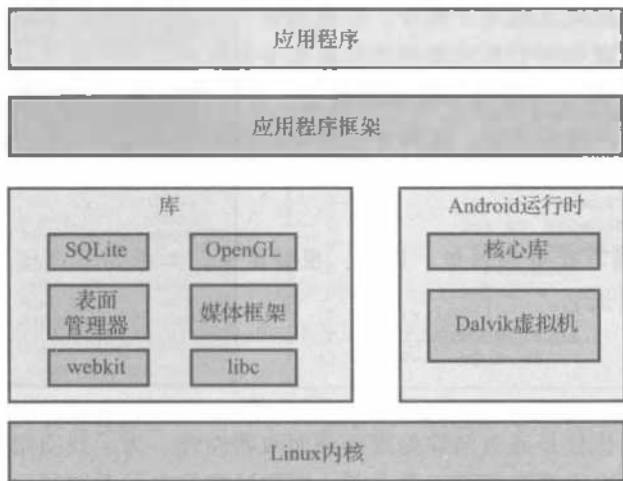 应用程序
应用程序框架
库
SQLite
OpenGL
表面
管理器
媒体框架
webkit
libc
Android运行时
核心库
Dalvik虚拟机
Linux内核